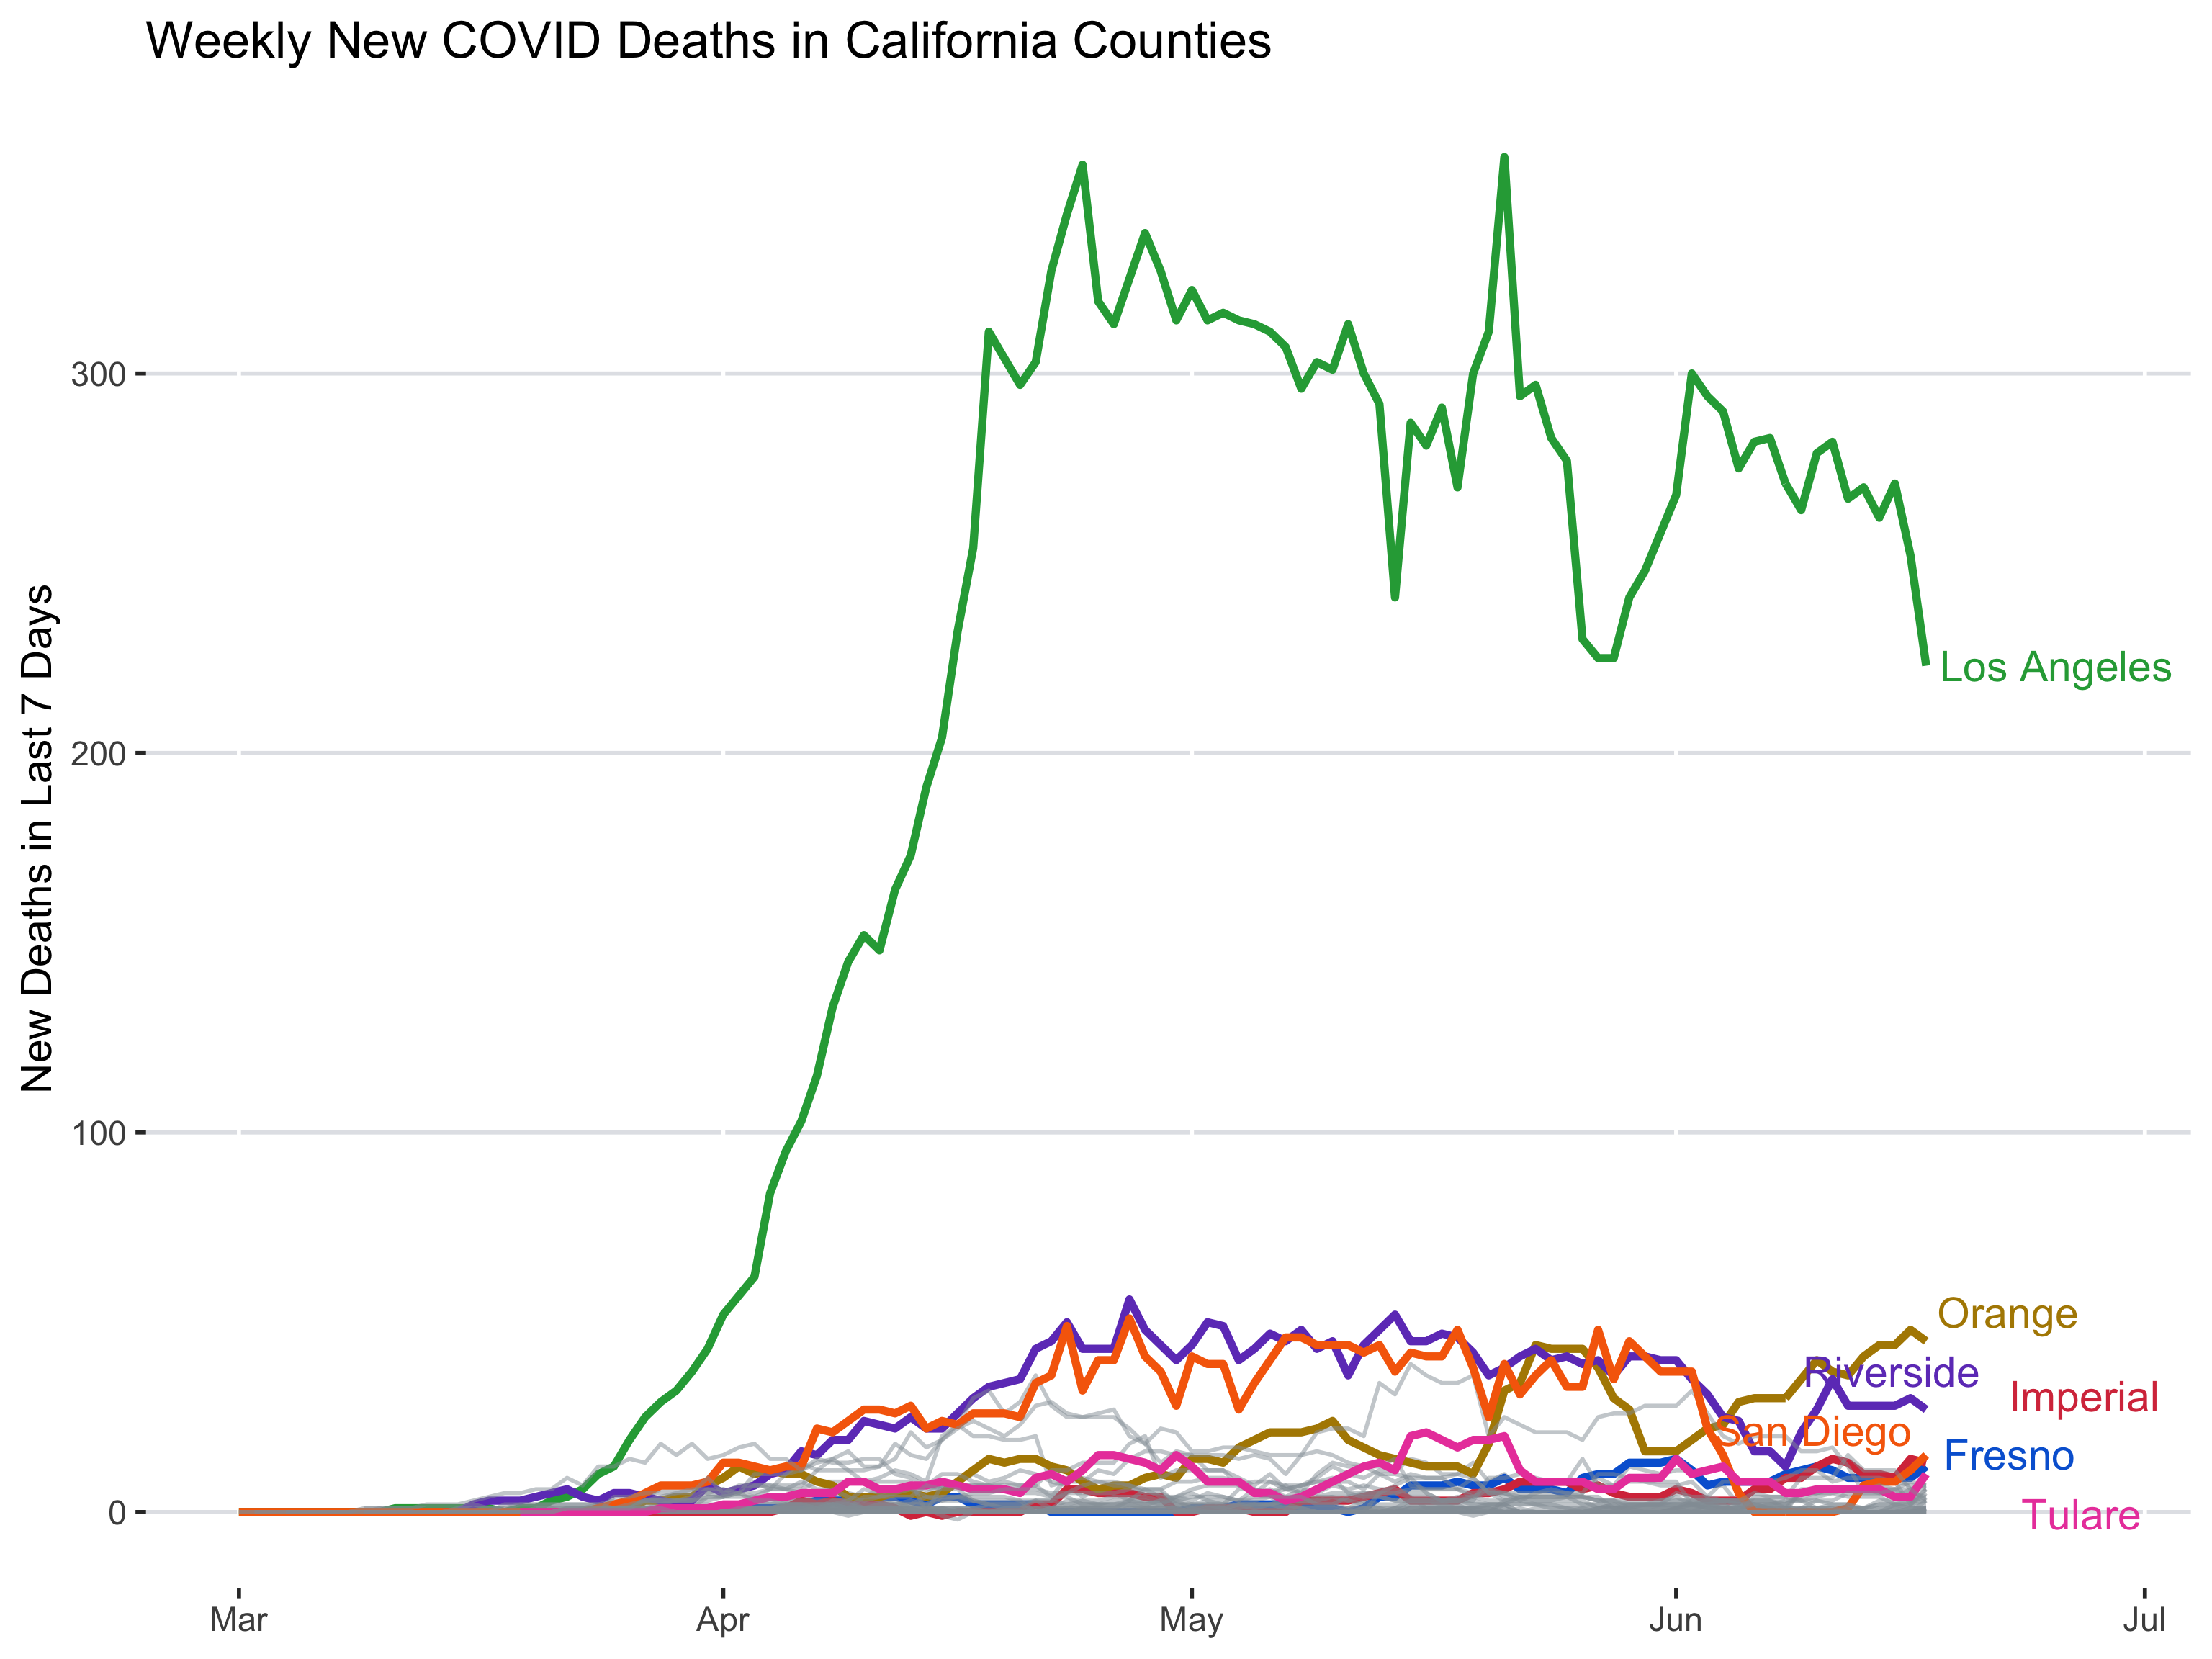 Weekly New COVID Deaths in California Counties
New Deaths in Last 7 Days
300
200
100
0
Los Angeles
Orange
Riverside
Imperial
San Diego
Fresno
Tulare
Mar
Apr
May
Jun
Jul